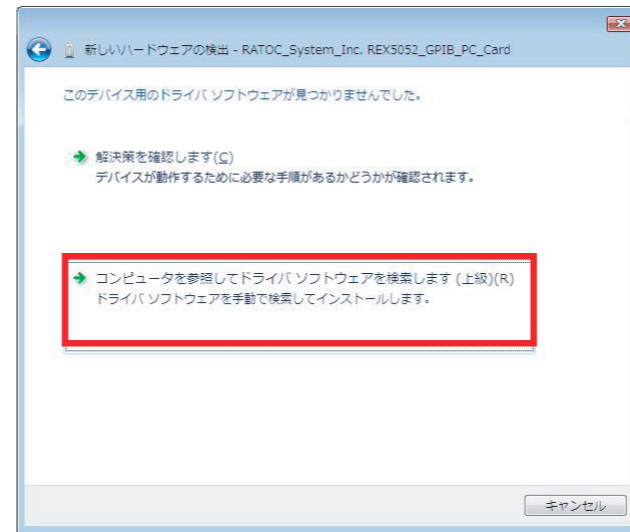 新しいハードウェアの検出 - RATOC_System_Inc. REX5052_GPIB_PC_Card
このデバイス用のドライバ ソフトウェアが見つかりませんでした。
解決策を確認します(C)
デバイスが動作するために必要な手順があるかどうかが確認されます。
コンピュータを参照してドライバ ソフトウェアを検索します (上級)(R)
ドライバ ソフトウェアを手動で検索してインストールします。
キャンセル